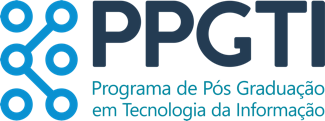 PPGTI
Programa de Pós Graduação
em Tecnologia da Informação